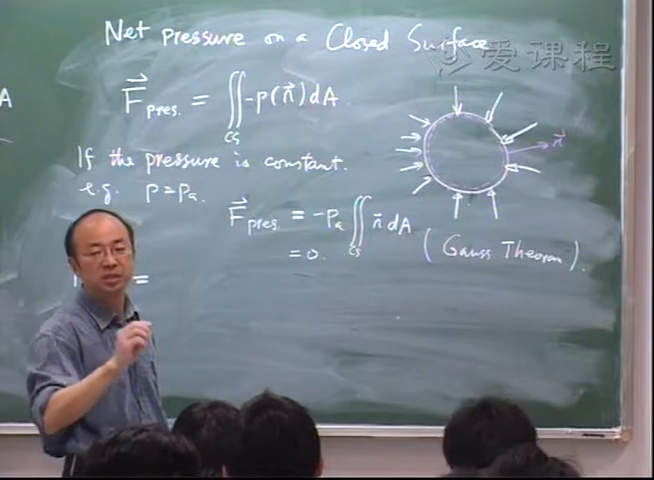 Net Pressure on a Closed Surface
爱课程
A
F⃗pres. = ∬cs -p(n⃗)dA
n⃗
If the pressure is constant.
e.g. p=pa.
F⃗pres. = -pa ∬cs n⃗ dA
=0. (Gauss Theorem).
=